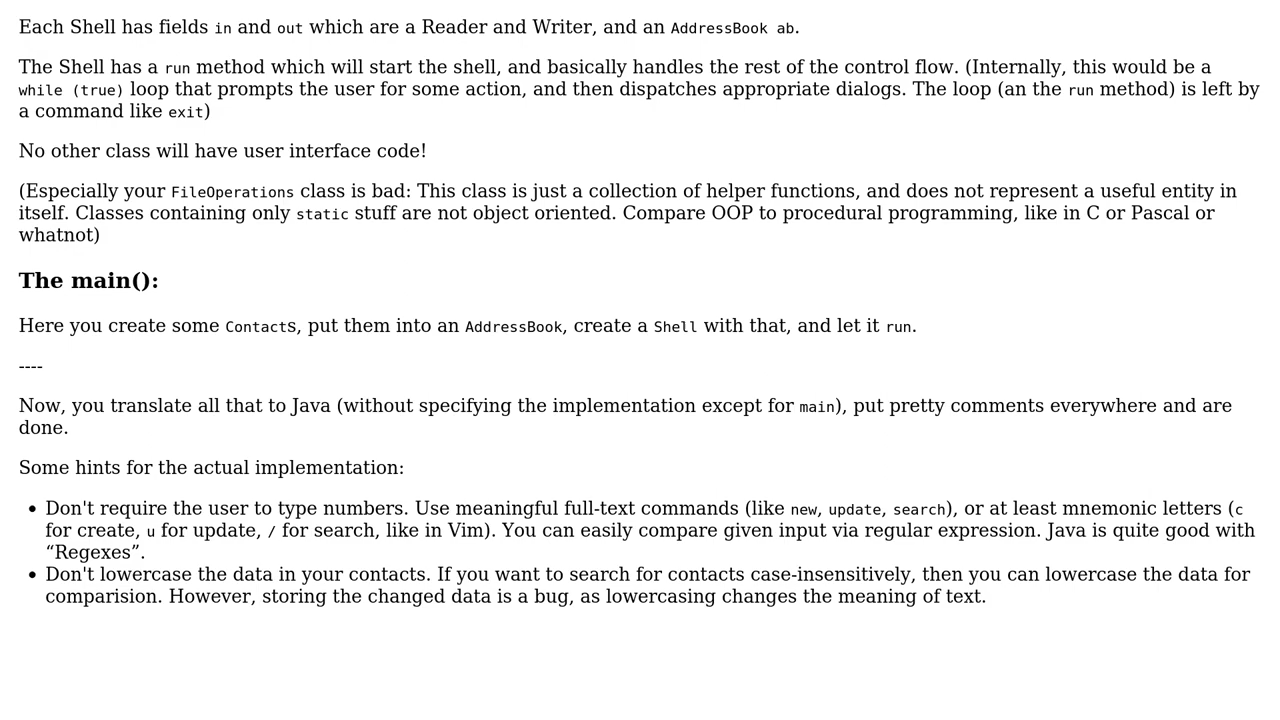 Each Shell has fields in and out which are a Reader and Writer, and an AddressBook ab.
The Shell has a run method which will start the shell, and basically handles the rest of the control flow. (Internally, this would be a
while (true) loop that prompts the user for some action, and then dispatches appropriate dialogs. The loop (an the run method) is left by
a command like exit)
No other class will have user interface code!
(Especially your FileOperations class is bad: This class is just a collection of helper functions, and does not represent a useful entity in
itself. Classes containing only static stuff are not object oriented. Compare OOP to procedural programming, like in C or Pascal or
whatnot)
The main():
Here you create some Contacts, put them into an AddressBook, create a Shell with that, and let it run.
----
Now, you translate all that to Java (without specifying the implementation except for main), put pretty comments everywhere and are
done.
Some hints for the actual implementation:
• Don't require the user to type numbers. Use meaningful full-text commands (like new, update, search), or at least mnemonic letters (c
for create, u for update, / for search, like in Vim). You can easily compare given input via regular expression. Java is quite good with
“Regexes”.
• Don't lowercase the data in your contacts. If you want to search for contacts case-insensitively, then you can lowercase the data for
comparision. However, storing the changed data is a bug, as lowercasing changes the meaning of text.